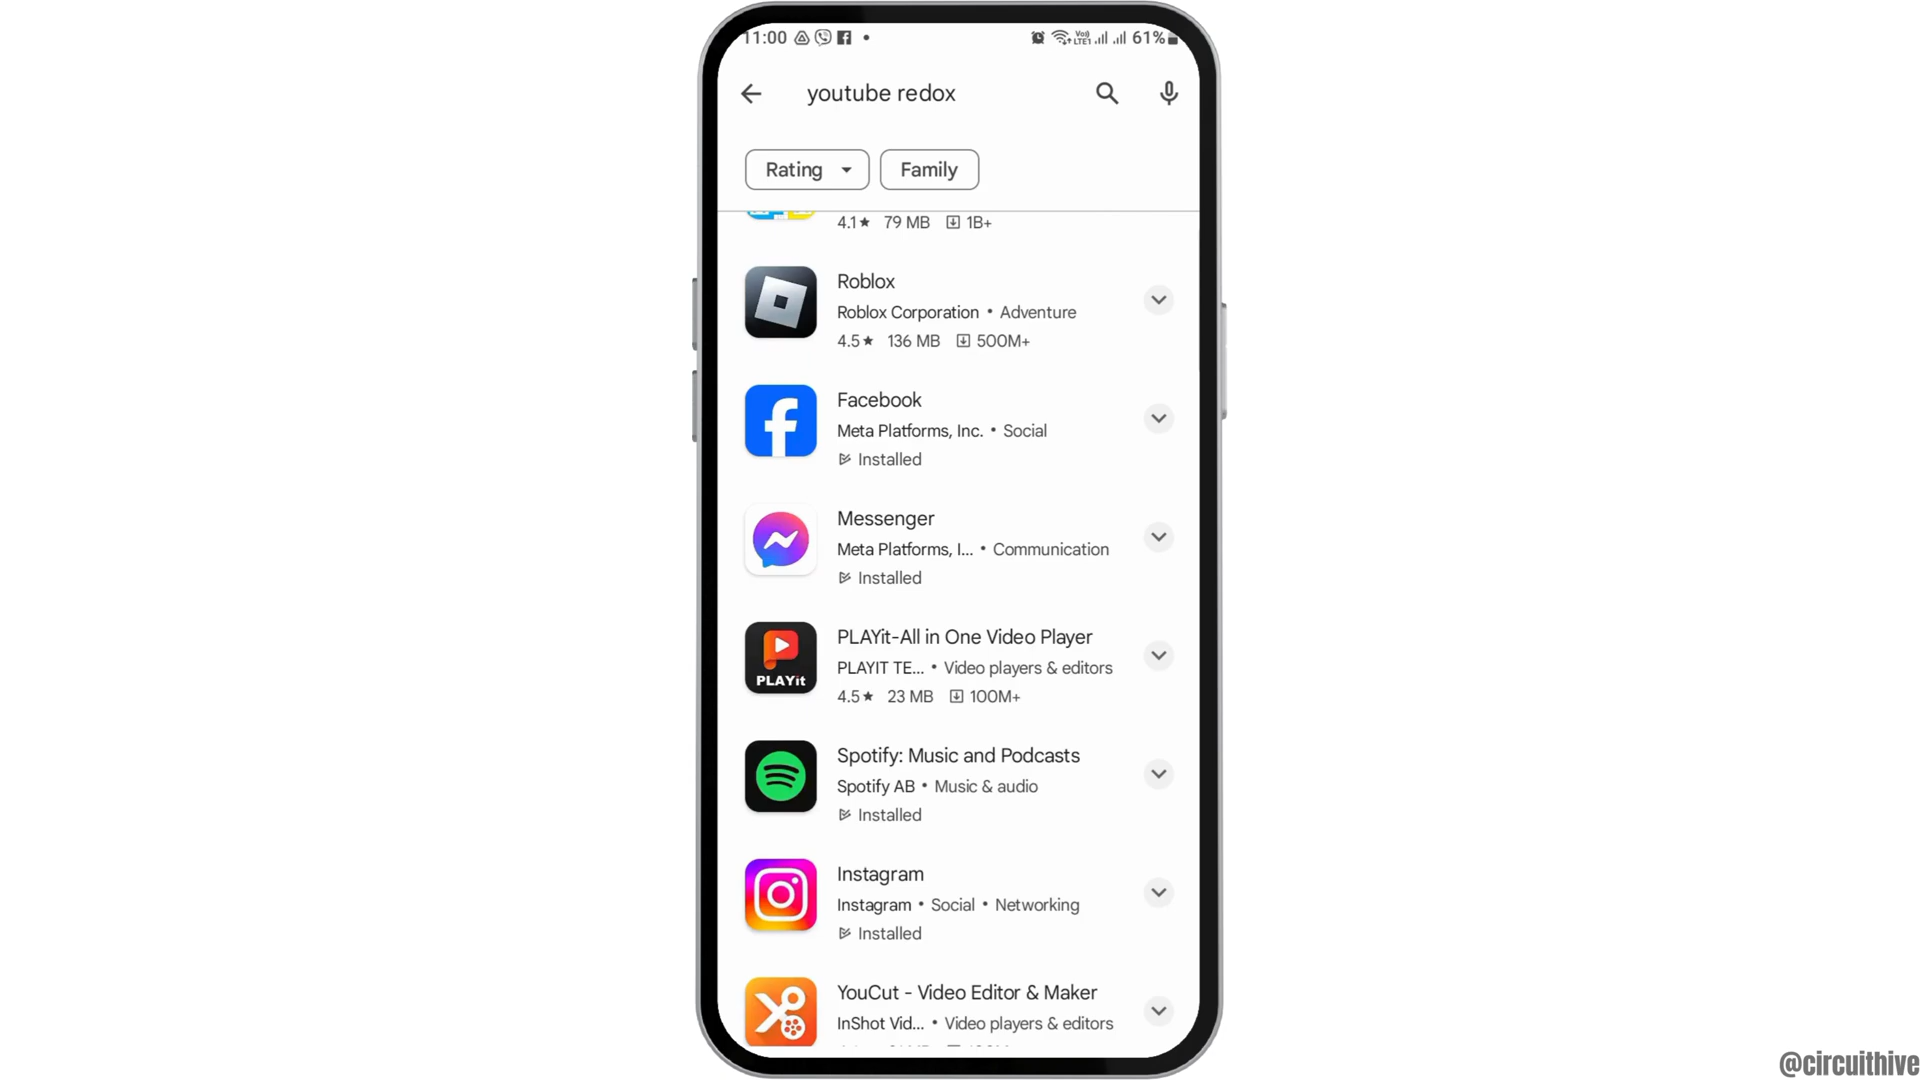 11:00 61%
youtube redox
Rating Family
4.1★ 79 MB 1B+
Roblox
Roblox Corporation • Adventure
4.5★ 136 MB 500M+
Facebook
Meta Platforms, Inc. • Social
Installed
Messenger
Meta Platforms, I... • Communication
Installed
PLAYit-All in One Video Player
PLAYIT TE... • Video players & editors
PLAYit
4.5★ 23 MB 100M+
Spotify: Music and Podcasts
Spotify AB • Music & audio
Installed
Instagram
Instagram • Social • Networking
Installed
YouCut - Video Editor & Maker
InShot Vid... • Video players & editors
@circuithive